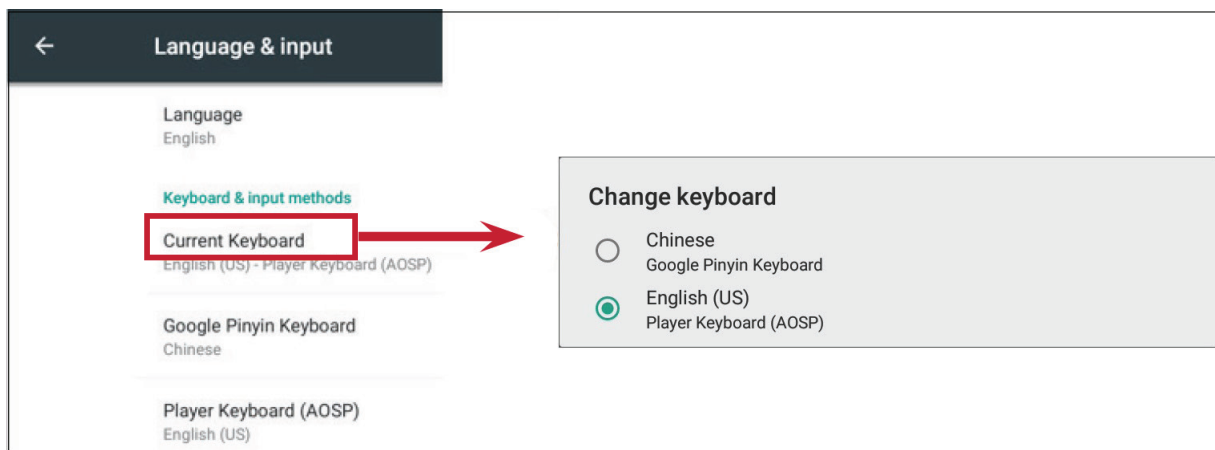 Language & input
Language
English
Keyboard & input methods
Current Keyboard
English (US) - Player Keyboard (AOSP)
Google Pinyin Keyboard
Chinese
Player Keyboard (AOSP)
English (US)
Change keyboard
Chinese
Google Pinyin Keyboard
English (US)
Player Keyboard (AOSP)